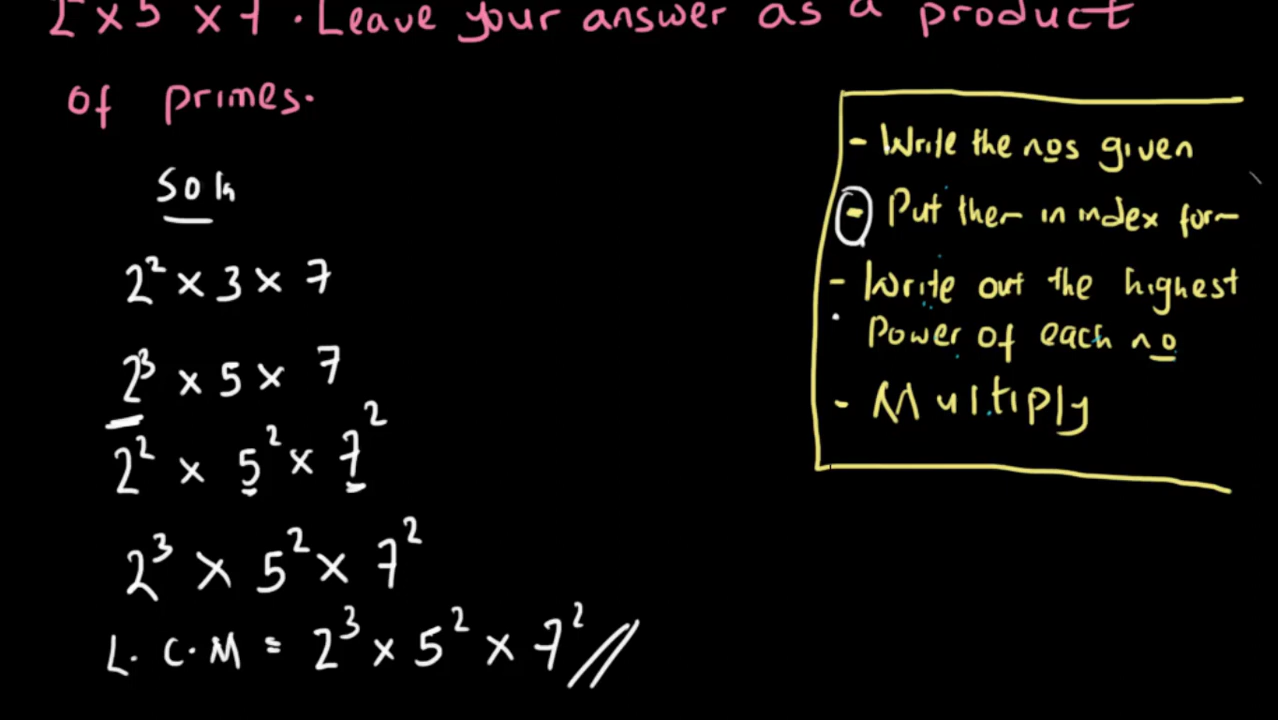 2 × 5 × 7. Leave your answer as a product
of primes.
Soln
2² × 3 × 7
2³ × 5 × 7
2² × 5² × 7²
2³ × 5² × 7²
L.C.M = 2³ × 5² × 7² //
- Write the nos given
- Put them in index form
- Write out the highest
Power of each no
- Multiply